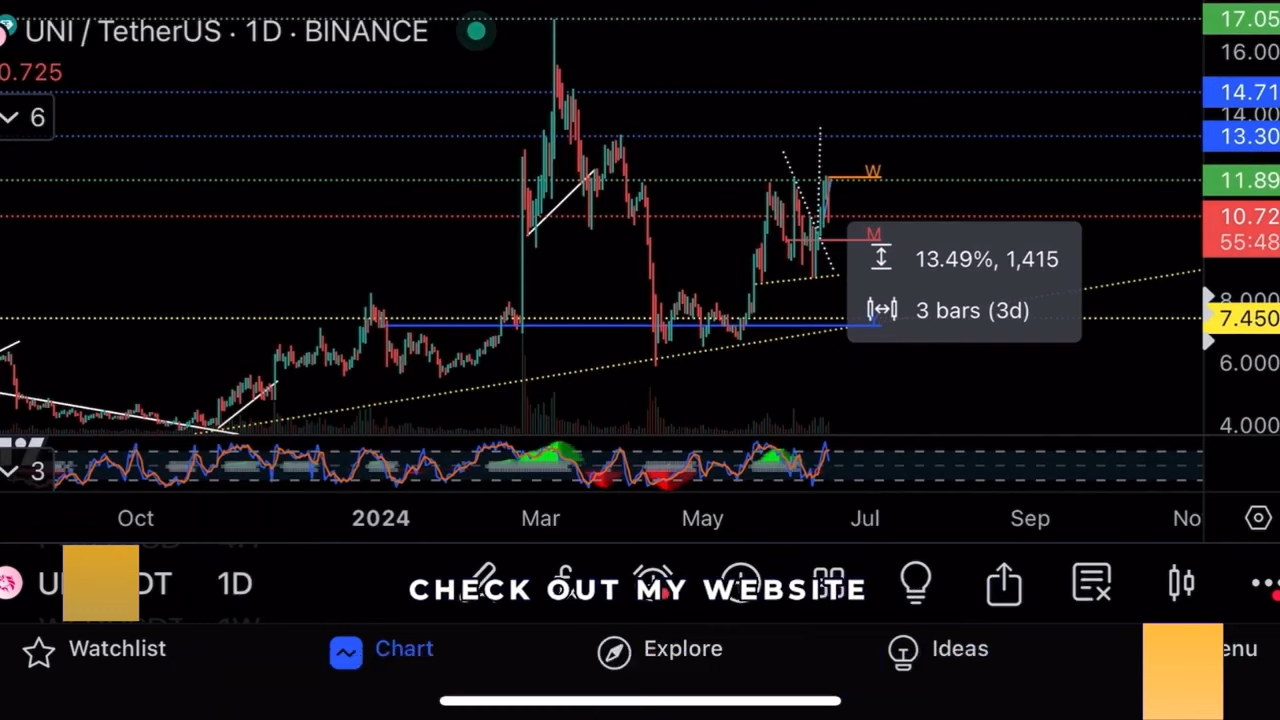 UNI / TetherUS · 1D · BINANCE
0.725
6
17.05
16.00
14.71
14.00
13.30
11.89
10.72
55:48
8.000
7.450
6.000
4.000
W
M
13.49%, 1,415
3 bars (3d)
3
Oct
2024
Mar
May
Jul
Sep
No
U
DT
1D
CHECK OUT MY WEBSITE
Watchlist
Chart
Explore
Ideas
enu